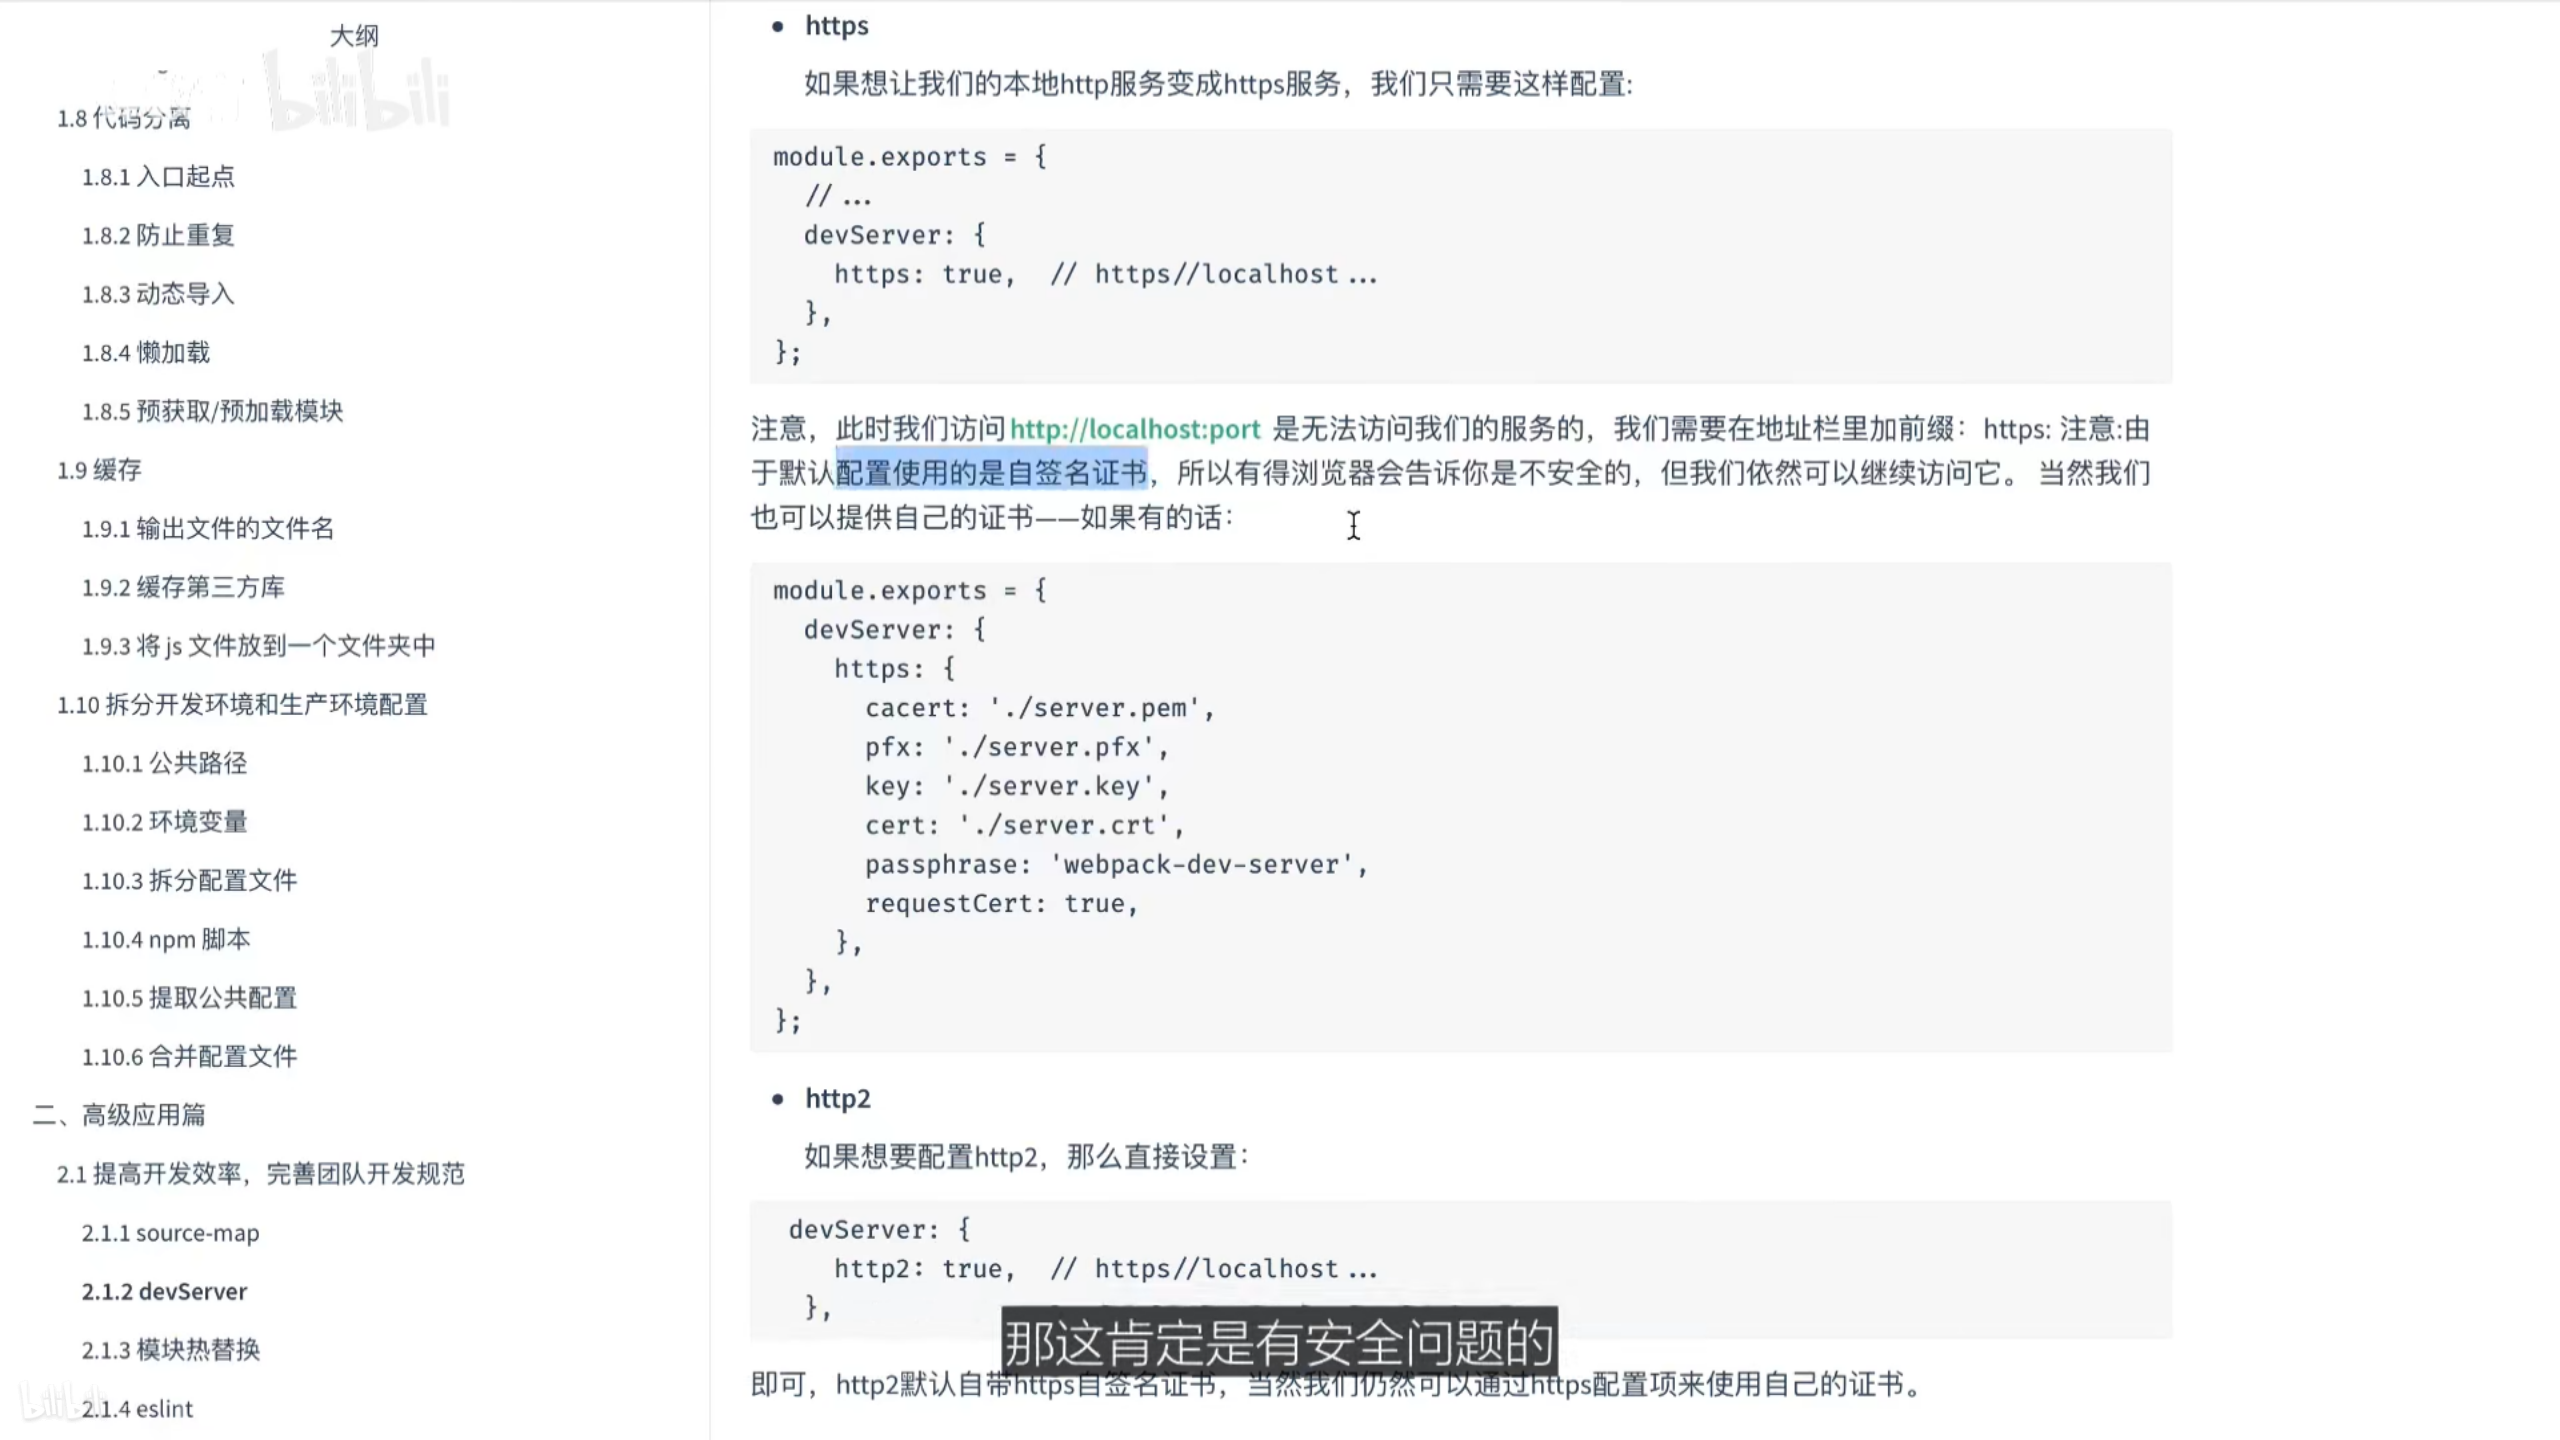 大纲
bilibili
1.8 代码分离
1.8.1 入口起点
1.8.2 防止重复
1.8.3 动态导入
1.8.4 懒加载
1.8.5 预获取/预加载模块
1.9 缓存
1.9.1 输出文件的文件名
1.9.2 缓存第三方库
1.9.3 将 js 文件放到一个文件夹中
1.10 拆分开发环境和生产环境配置
1.10.1 公共路径
1.10.2 环境变量
1.10.3 拆分配置文件
1.10.4 npm 脚本
1.10.5 提取公共配置
1.10.6 合并配置文件
二、高级应用篇
2.1 提高开发效率，完善团队开发规范
2.1.1 source-map
2.1.2 devServer
2.1.3 模块热替换
2.1.4 eslint
• https
如果想让我们的本地http服务变成https服务，我们只需要这样配置:
module.exports = {
// ...
devServer: {
https: true, // https//localhost...
},
};
注意，此时我们访问http://localhost:port 是无法访问我们的服务的，我们需要在地址栏里加前缀：https: 注意:由
于默认配置使用的是自签名证书，所以有得浏览器会告诉你是不安全的，但我们依然可以继续访问它。 当然我们
也可以提供自己的证书——如果有的话：
module.exports = {
devServer: {
https: {
cacert: './server.pem',
pfx: './server.pfx',
key: './server.key',
cert: './server.crt',
passphrase: 'webpack-dev-server',
requestCert: true,
},
},
};
• http2
如果想要配置http2，那么直接设置：
devServer: {
http2: true, // https//localhost...
},
那这肯定是有安全问题的
即可，http2默认自带https自签名证书，当然我们仍然可以通过https配置项来使用自己的证书。